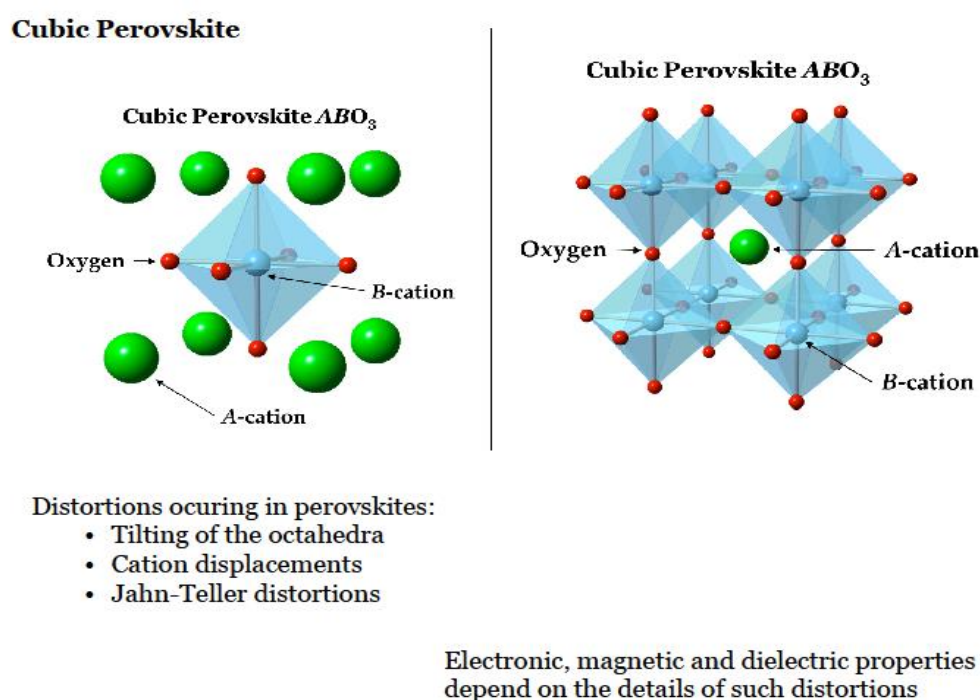 Cubic Perovskite
Cubic Perovskite ABO₃
Oxygen
B-cation
A-cation
Cubic Perovskite ABO₃
Oxygen
A-cation
B-cation
Distortions ocuring in perovskites:
• Tilting of the octahedra
• Cation displacements
• Jahn-Teller distortions
Electronic, magnetic and dielectric properties
depend on the details of such distortions